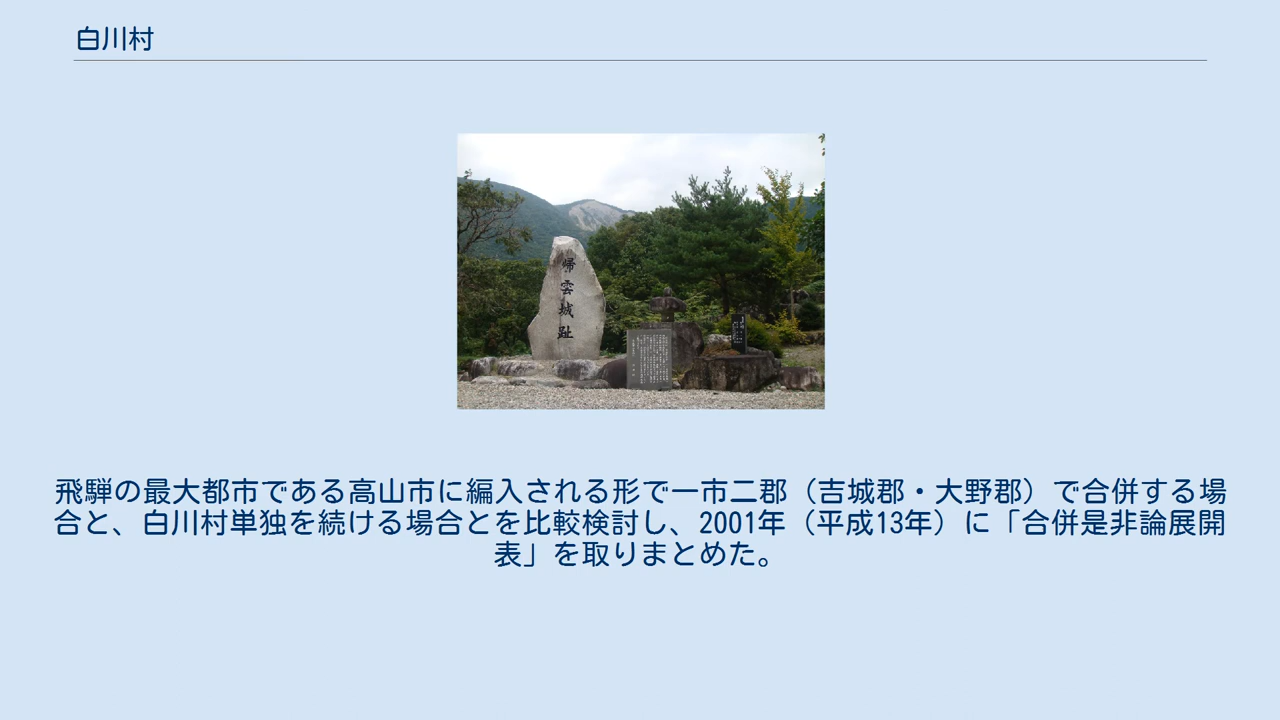 白川村
帰雲城趾
飛騨の最大都市である高山市に編入される形で一市二郡（吉城郡・大野郡）で合併する場
合と、白川村単独を続ける場合とを比較検討し、2001年（平成13年）に「合併是非論展開
表」を取りまとめた。